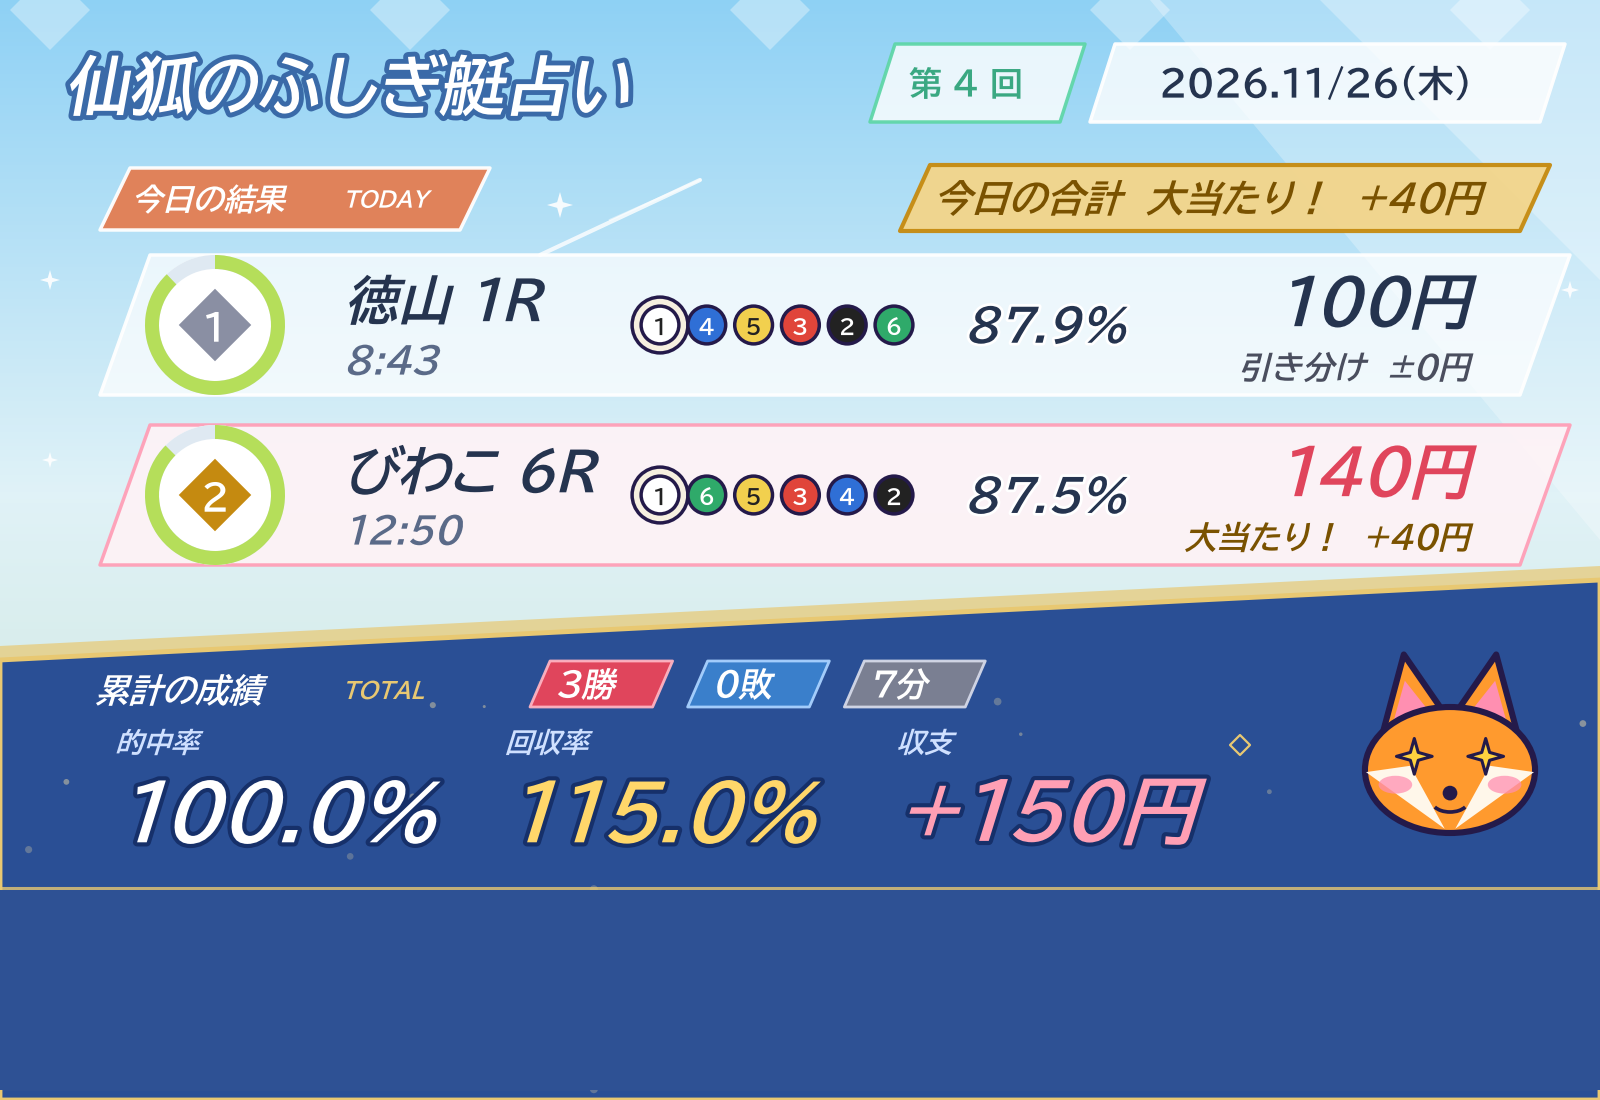 仙狐のふしぎ艇占い
第 4 回
2026.11/26(木)
今日の結果 TODAY
今日の合計 大当たり！ +40円
1 徳山 1R 1 4 5 3 2 6 87.9% 100円
8:43 引き分け ±0円
2 びわこ 6R 1 6 5 3 4 2 87.5% 140円
12:50 大当たり！ +40円
累計の成績 TOTAL 3勝 0敗 7分
的中率 回収率 収支
100.0% 115.0% +150円